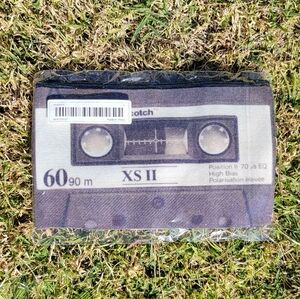 cotch
60 90 m
XS II
Position II 70 µs EQ
High Bias
Polarisation élevée